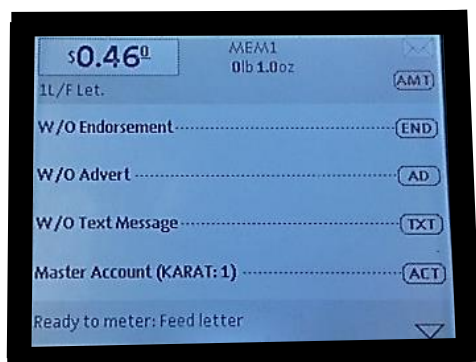 $0.46⁰ MEM1
0lb 1.0oz
1L/F Let. AMT
W/O Endorsement END
W/O Advert AD
W/O Text Message TXT
Master Account (KARAT: 1) ACT
Ready to meter: Feed letter